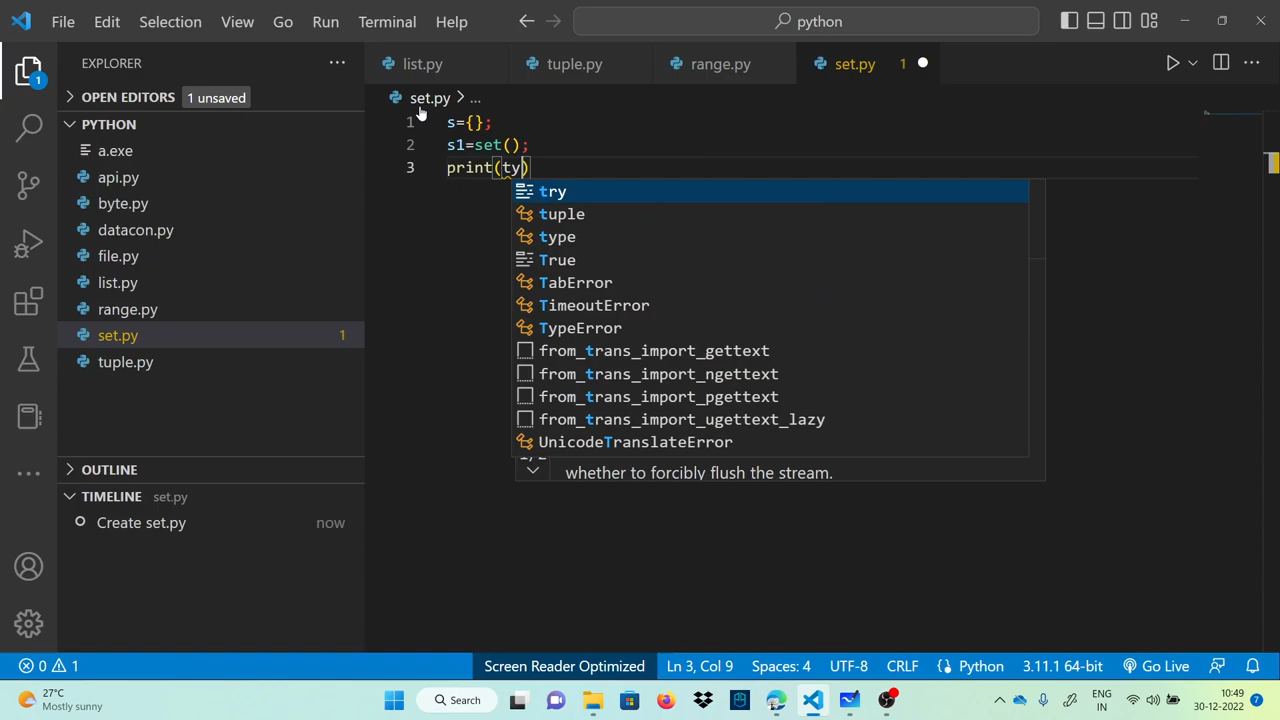 File Edit Selection View Go Run Terminal Help python
EXPLORER list.py tuple.py range.py set.py 1
OPEN EDITORS 1 unsaved set.py > ...
PYTHON 1 s={};
a.exe 2 s1=set();
api.py 3 print(ty)
byte.py try
datacon.py tuple
file.py type
list.py True
range.py TabError
set.py 1 TimeoutError
tuple.py TypeError
from_trans_import_gettext
from_trans_import_ngettext
from_trans_import_pgettext
from_trans_import_ugettext_lazy
UnicodeTranslateError
OUTLINE whether to forcibly flush the stream.
TIMELINE set.py
Create set.py now
0 1 Screen Reader Optimized Ln 3, Col 9 Spaces: 4 UTF-8 CRLF Python 3.11.1 64-bit Go Live
27°C Search ENG 10:49
Mostly sunny IN 30-12-2022 7